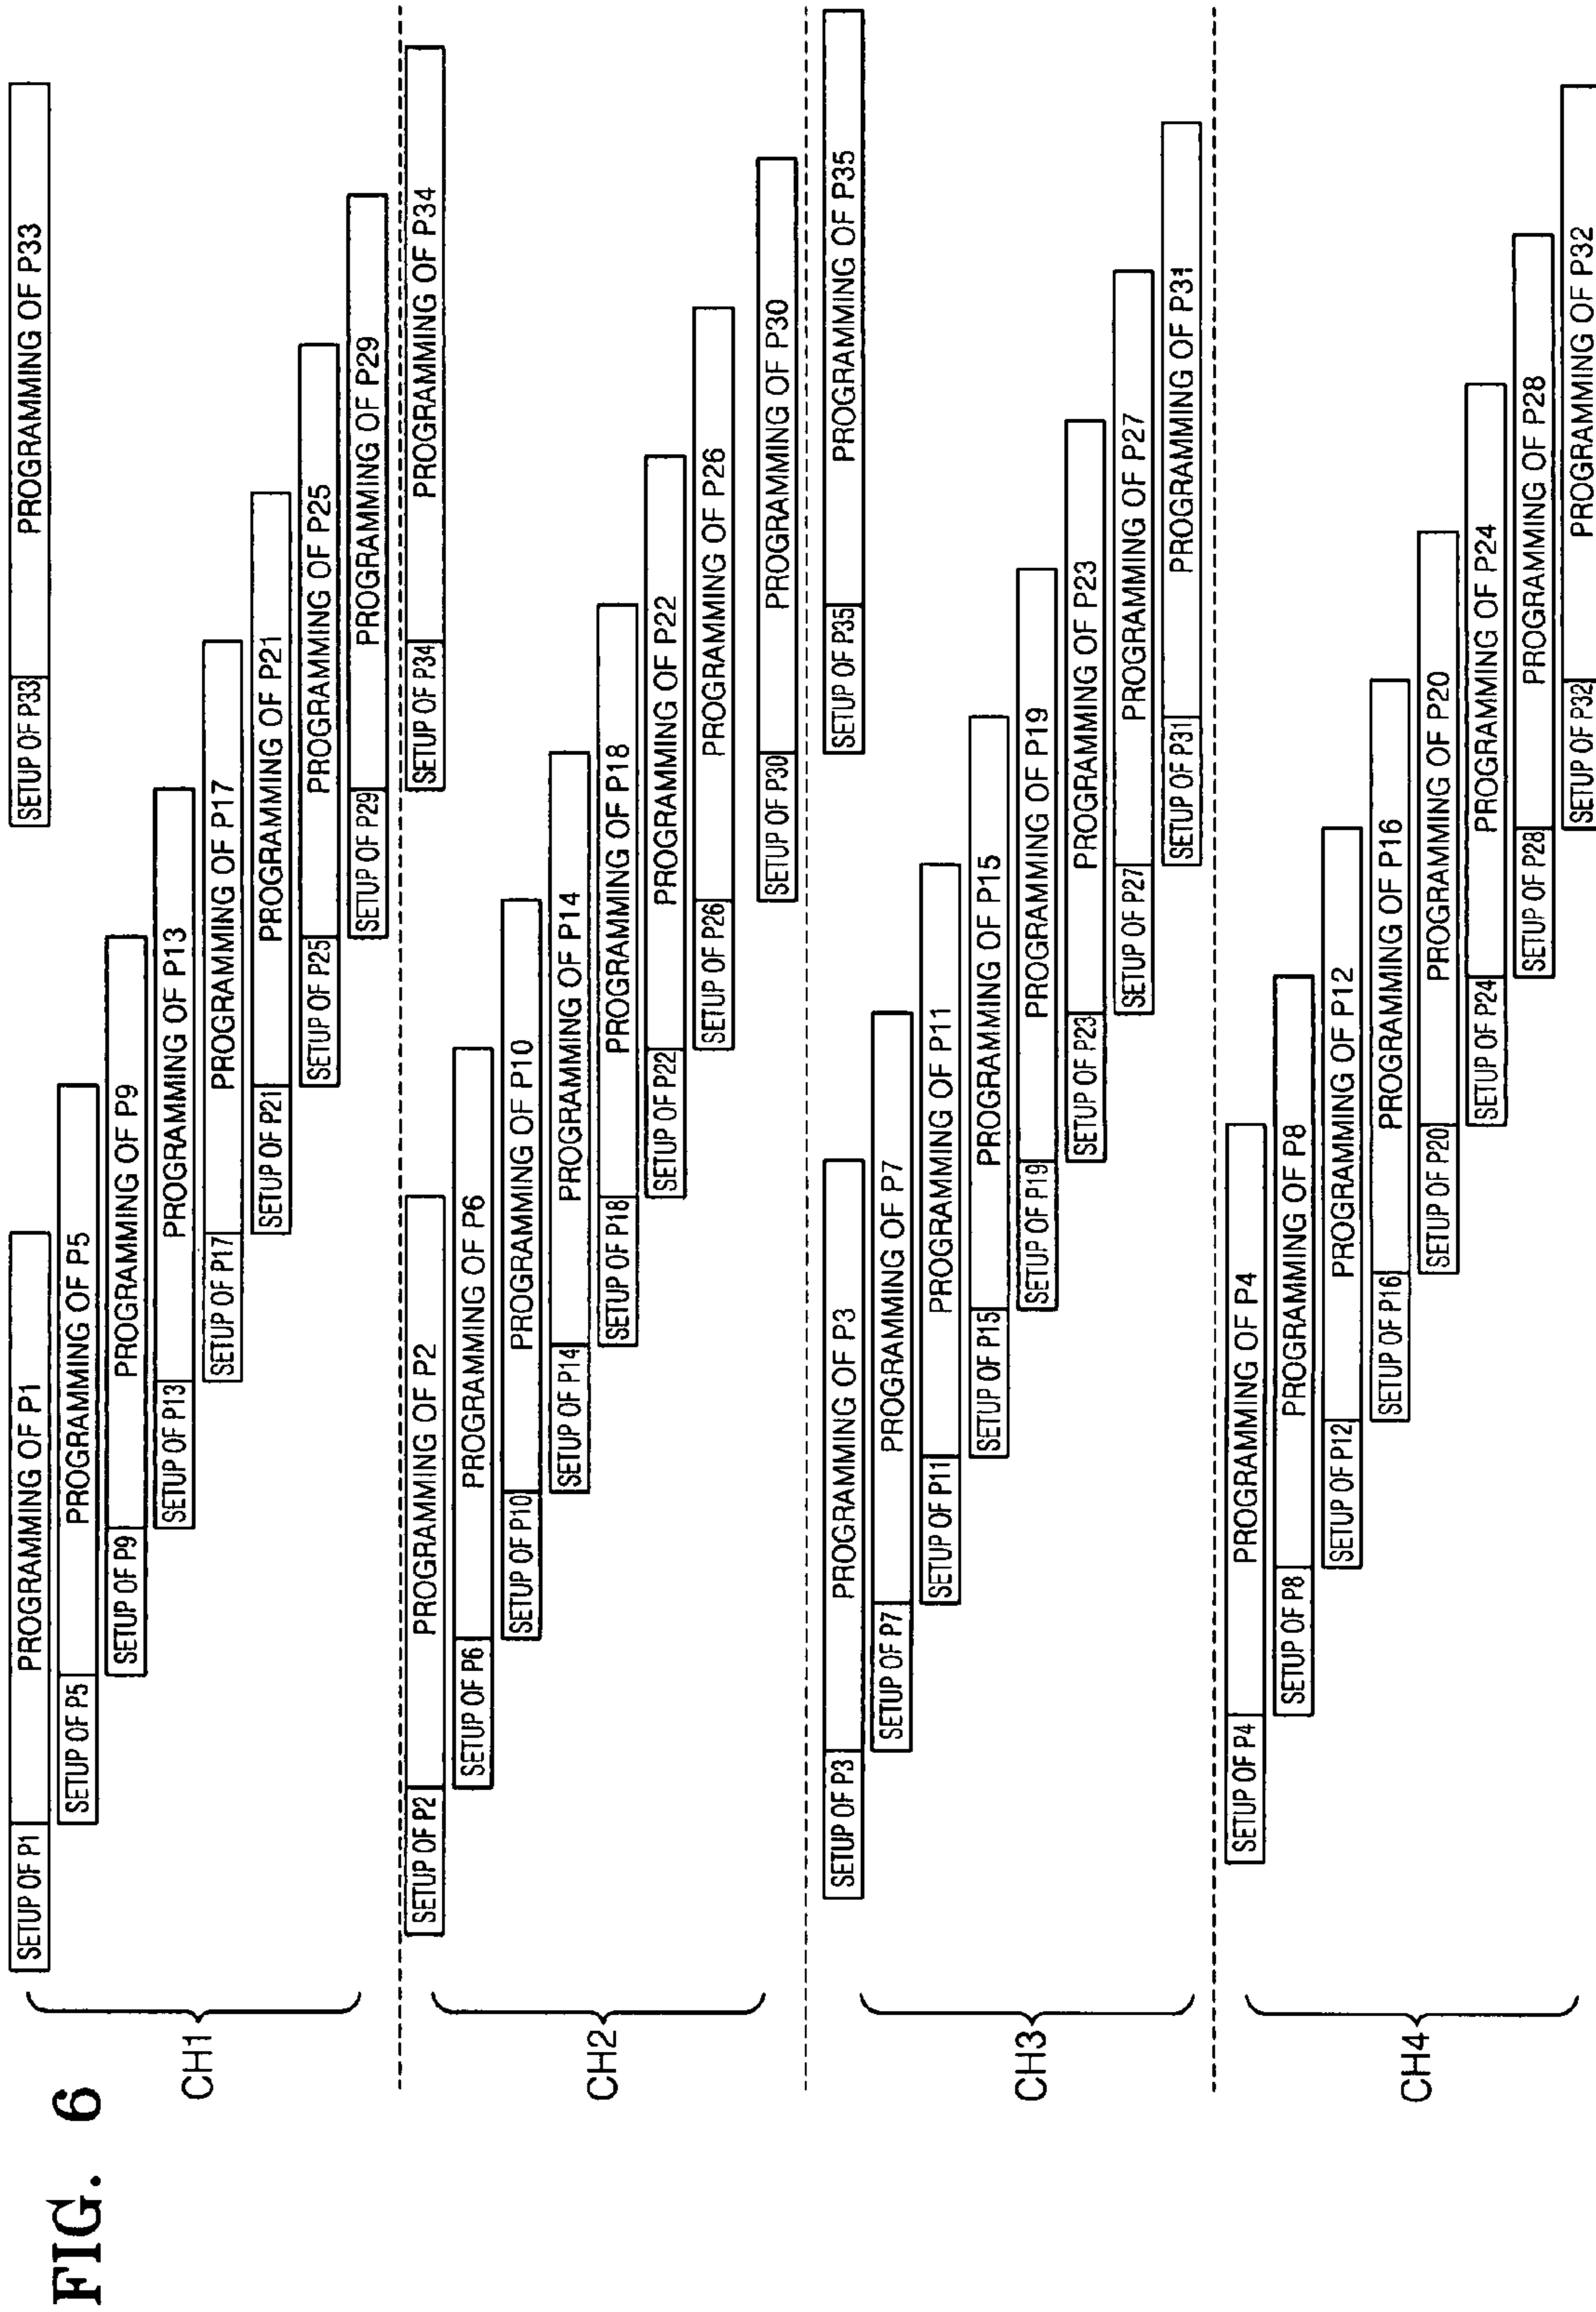 FIG. 6
CH1
SETUP OF P1 PROGRAMMING OF P1 SETUP OF P33 PROGRAMMING OF P33
SETUP OF P5 PROGRAMMING OF P5
SETUP OF P9 PROGRAMMING OF P9
SETUP OF P13 PROGRAMMING OF P13
SETUP OF P17 PROGRAMMING OF P17
SETUP OF P21 PROGRAMMING OF P21
SETUP OF P25 PROGRAMMING OF P25
SETUP OF P29 PROGRAMMING OF P29
CH2
SETUP OF P2 PROGRAMMING OF P2 SETUP OF P34 PROGRAMMING OF P34
SETUP OF P6 PROGRAMMING OF P6
SETUP OF P10 PROGRAMMING OF P10
SETUP OF P14 PROGRAMMING OF P14
SETUP OF P18 PROGRAMMING OF P18
SETUP OF P22 PROGRAMMING OF P22
SETUP OF P26 PROGRAMMING OF P26
SETUP OF P30 PROGRAMMING OF P30
CH3
SETUP OF P3 PROGRAMMING OF P3 SETUP OF P35 PROGRAMMING OF P35
SETUP OF P7 PROGRAMMING OF P7
SETUP OF P11 PROGRAMMING OF P11
SETUP OF P15 PROGRAMMING OF P15
SETUP OF P19 PROGRAMMING OF P19
SETUP OF P23 PROGRAMMING OF P23
SETUP OF P27 PROGRAMMING OF P27
SETUP OF P31 PROGRAMMING OF P31
CH4
SETUP OF P4 PROGRAMMING OF P4
SETUP OF P8 PROGRAMMING OF P8
SETUP OF P12 PROGRAMMING OF P12
SETUP OF P16 PROGRAMMING OF P16
SETUP OF P20 PROGRAMMING OF P20
SETUP OF P24 PROGRAMMING OF P24
SETUP OF P28 PROGRAMMING OF P28
SETUP OF P32 PROGRAMMING OF P32